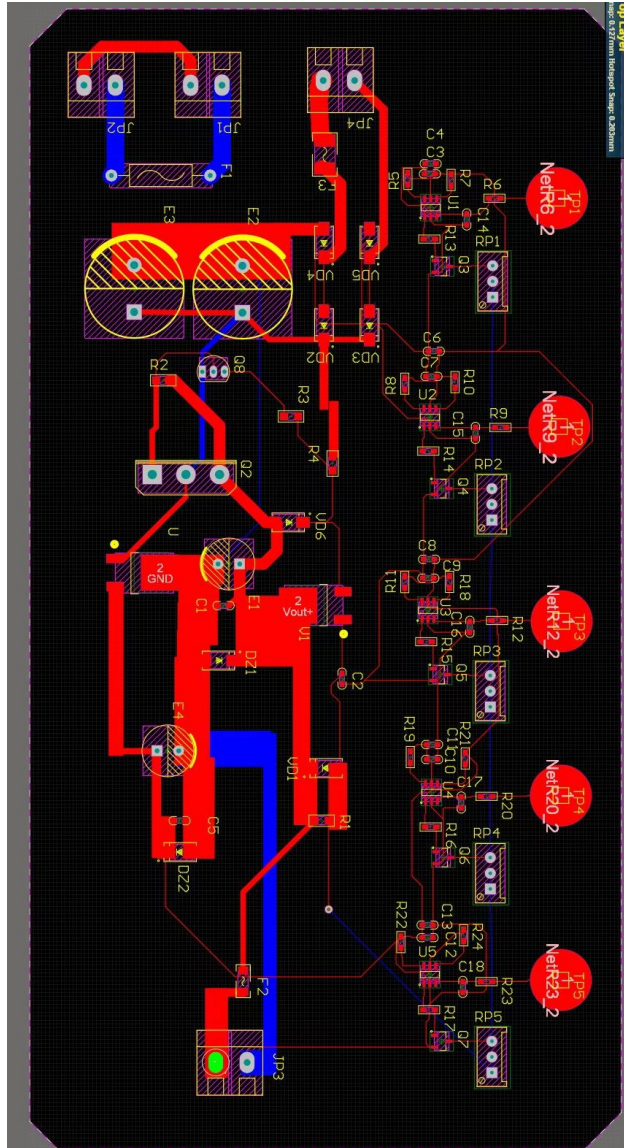 Top Layer
Snap: 0.127mm Hotspot Snap: 0.203mm
JP2
JP1
JP4
F1
F3
C4
C3
R5
R7
R6
U1
C14
R13
NetR6_2
TP1
Q3
RP1
E3
E2
VD4
VD5
VD2
VD3
C6
C7
R8
R10
U2
C15
R9
R14
NetR9_2
TP2
Q4
RP2
R2
Q8
R3
R4
Q2
VD6
U
2
GND
E1
C1
2
Vout+
V1
DZ1
C2
C8
C9
R11
R18
U3
C16
R12
R15
NetR12_2
TP3
Q5
RP3
E4
C5
DZ2
VD1
R1
R19
C11
C10
R21
U4
C17
R20
R16
NetR20_2
TP4
Q6
RP4
F2
JP3
R22
C13
C12
R24
U5
C18
R23
R17
NetR23_2
TP5
Q7
RP5